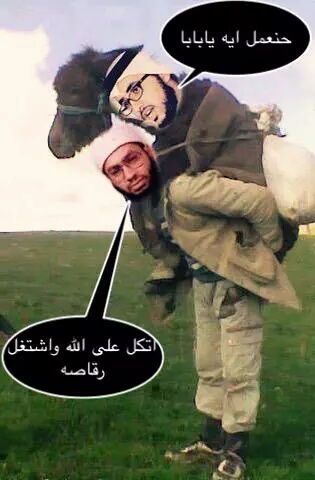 حنعمل ايه يابابا
اتكل على الله واشتغل
رقاصه